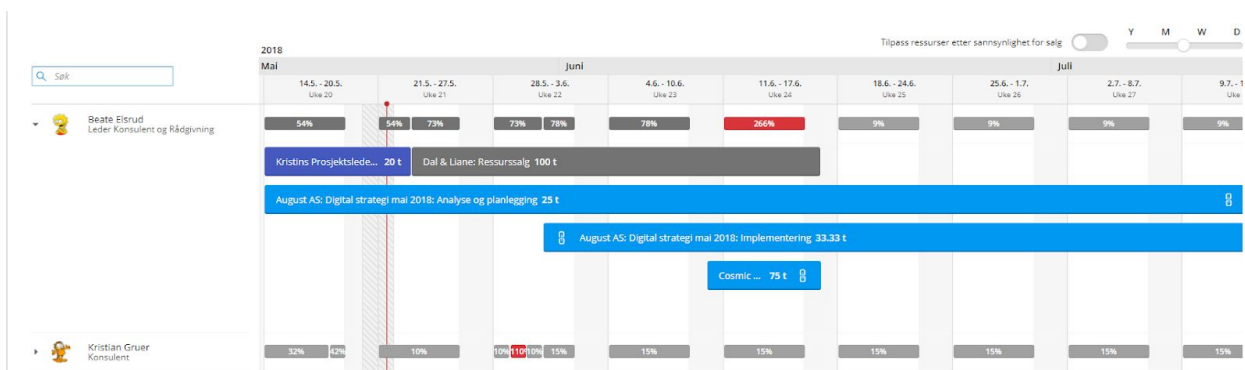 Tilpass ressurser etter sannsynlighet for salg
Y M W D
2018
Mai Juni Juli
Søk
14.5. - 20.5. 21.5. - 27.5. 28.5. - 3.6. 4.6. - 10.6. 11.6. - 17.6. 18.6. - 24.6. 25.6. - 1.7. 2.7. - 8.7. 9.7. - 1
Uke 20 Uke 21 Uke 22 Uke 23 Uke 24 Uke 25 Uke 26 Uke 27 Uke
Beate Elsrud
Leder Konsulent og Rådgivning
54% 54% 73% 73% 78% 78% 266% 9% 9% 9% 9%
Kristins Prosjektslede... 20 t Dal & Liane: Ressurssalg 100 t
August AS: Digital strategi mai 2018: Analyse og planlegging 25 t
August AS: Digital strategi mai 2018: Implementering 33.33 t
Cosmic ... 75 t
Kristian Gruer
Konsulent
32% 42% 10% 10% 110% 10% 15% 15% 15% 15% 15% 15% 15%